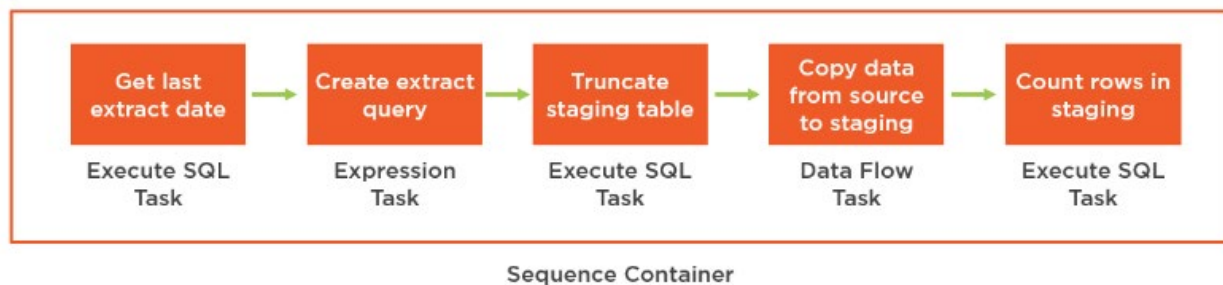 Get last
extract date
Create extract
query
Truncate
staging table
Copy data
from source
to staging
Count rows in
staging
Execute SQL
Task
Expression
Task
Execute SQL
Task
Data Flow
Task
Execute SQL
Task
Sequence Container